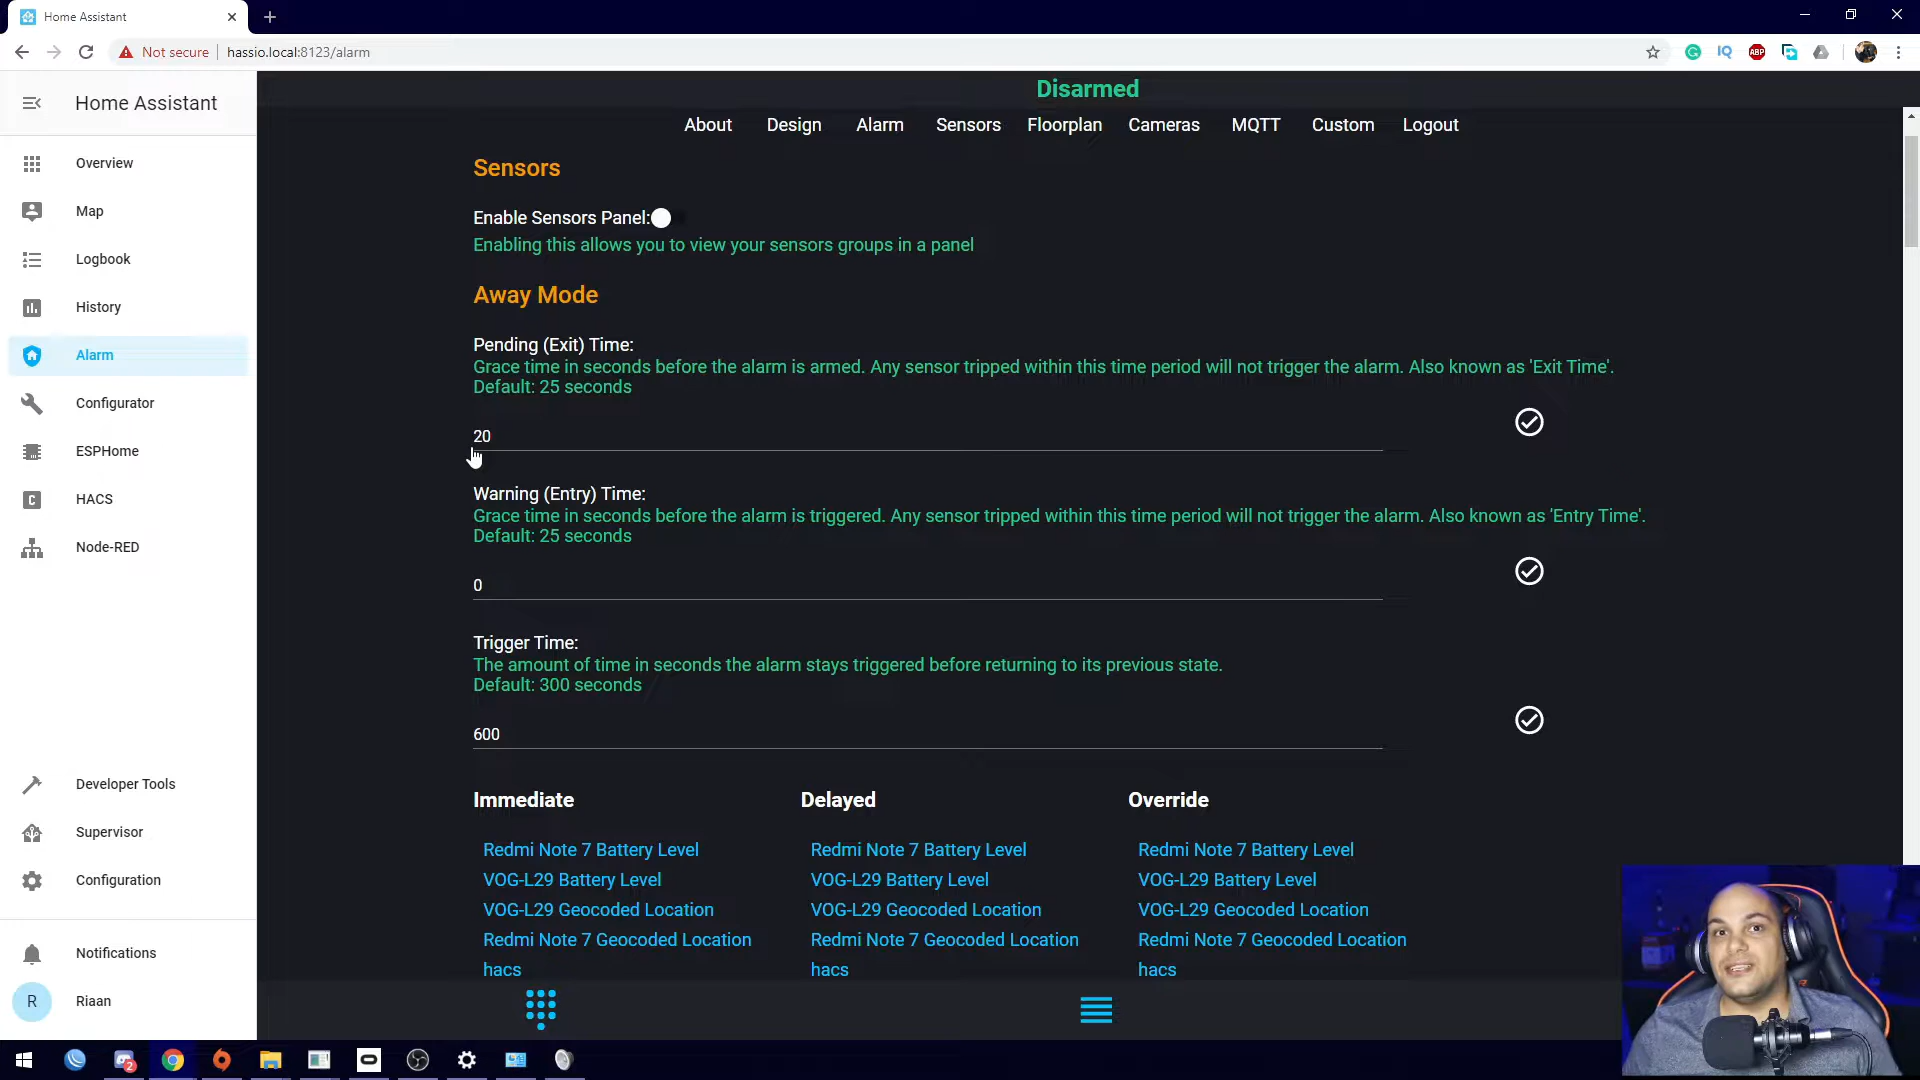 Home Assistant
Not secure
hassio.local:8123/alarm
IQ
ABP
Home Assistant
Overview
Map
Logbook
History
Alarm
Configurator
ESPHome
C
HACS
Node-RED
Developer Tools
Supervisor
Configuration
Notifications
R
Riaan
Disarmed
About
Design
Alarm
Sensors
Floorplan
Cameras
MQTT
Custom
Logout
Sensors
Enable Sensors Panel:
Enabling this allows you to view your sensors groups in a panel
Away Mode
Pending (Exit) Time:
Grace time in seconds before the alarm is armed. Any sensor tripped within this time period will not trigger the alarm. Also known as 'Exit Time'.
Default: 25 seconds
20
Warning (Entry) Time:
Grace time in seconds before the alarm is triggered. Any sensor tripped within this time period will not trigger the alarm. Also known as 'Entry Time'.
Default: 25 seconds
0
Trigger Time:
The amount of time in seconds the alarm stays triggered before returning to its previous state.
Default: 300 seconds
600
Immediate
Delayed
Override
Redmi Note 7 Battery Level
Redmi Note 7 Battery Level
Redmi Note 7 Battery Level
VOG-L29 Battery Level
VOG-L29 Battery Level
VOG-L29 Battery Level
VOG-L29 Geocoded Location
VOG-L29 Geocoded Location
VOG-L29 Geocoded Location
Redmi Note 7 Geocoded Location
Redmi Note 7 Geocoded Location
Redmi Note 7 Geocoded Location
hacs
hacs
hacs
2